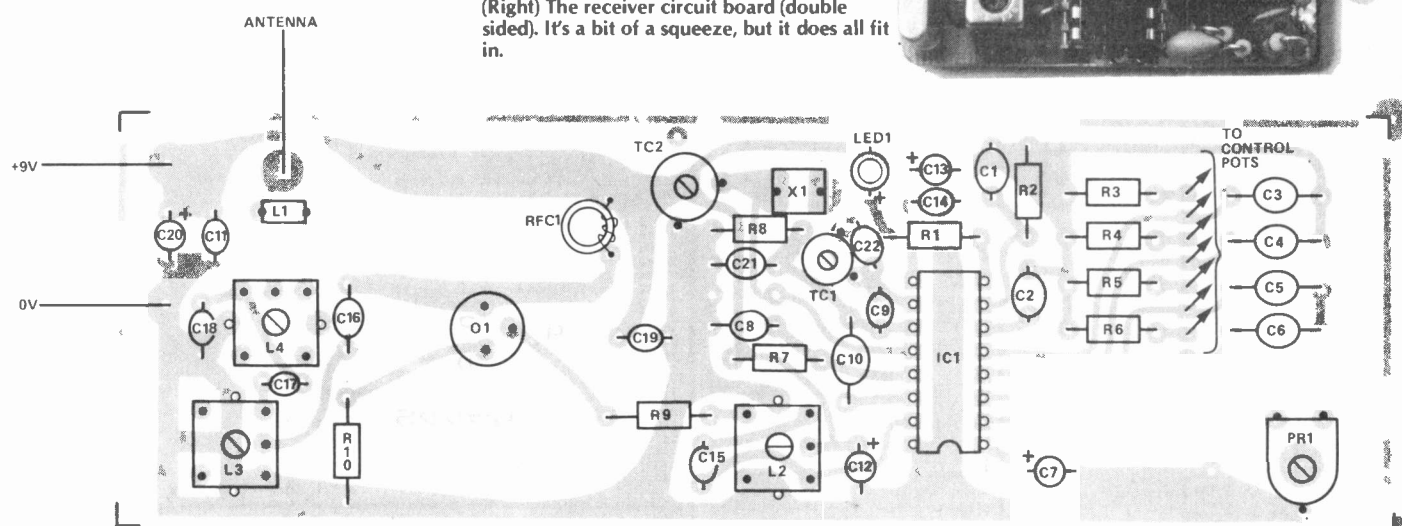 (Right) The receiver circuit board (double
sided). It's a bit of a squeeze, but it does all fit
in.
ANTENNA
+9V
0V
L1
C20
+
C11
C18
L4
C16
C17
L3
R10
Q1
RFC1
TC2
X1
LED1
+
R8
C21
TC1
C22
C19
C8
R7
C9
C10
R9
C15
L2
C12
+
+
C13
C14
R1
C1
R2
C2
IC1
R3
R4
R5
R6
TO
CONTROL
POTS
C3
C4
C5
C6
+
C7
PR1